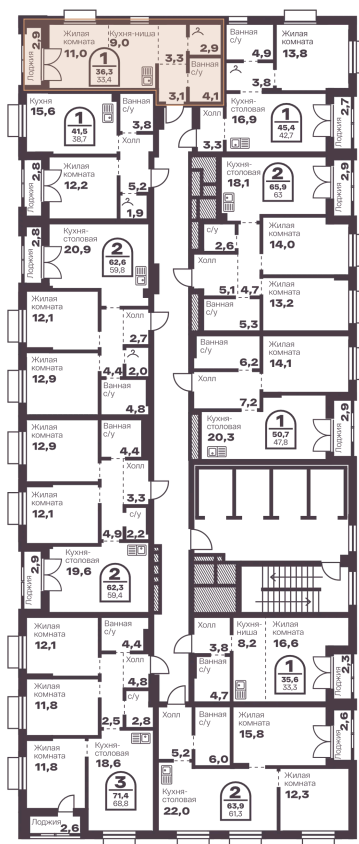 Лоджия
2,9
Жилая
комната
11,0
Кухня-ниша
9,0
1
36,3
33,4
3,3
2,9
3,1
4,1
Ванная
с/у
4,9
Жилая
комната
13,8
3,8
Кухня
15,6
1
41,5
38,7
Ванная
с/у
3,8
Холл
Кухня-
столовая
16,9
1
45,4
42,7
2,7
Лоджия
3,3
Холл
Лоджия
2,8
Жилая
комната
12,2
5,2
1,9
Кухня-
столовая
18,1
2
65,9
63
2,9
Лоджия
Лоджия
2,8
Кухня-
столовая
20,9
2
62,6
59,8
с/у
2,6
Жилая
комната
14,0
Холл
5,1
4,7
Жилая
комната
13,2
Ванная
с/у
5,3
Жилая
комната
12,1
Холл
2,7
Жилая
комната
12,9
4,4
2,0
Ванная
с/у
4,8
Ванная
с/у
6,2
Жилая
комната
14,1
Холл
7,2
Кухня-
столовая
20,3
1
50,7
47,8
2,9
Лоджия
Жилая
комната
12,9
Ванная
с/у
4,4
Холл
3,3
Жилая
комната
12,1
4,9
с/у
2,2
Лоджия
2,9
Кухня-
столовая
19,6
2
62,3
59,4
Жилая
комната
12,1
Ванная
с/у
4,4
Холл
4,8
Холл
3,8
Кухня-
ниша
8,2
Жилая
комната
16,6
1
35,6
33,3
2,3
Лоджия
Ванная
с/у
4,7
Жилая
комната
11,8
2,5
с/у
2,8
Жилая
комната
11,8
Кухня-
столовая
18,6
3
71,4
68,8
Лоджия
2,6
Холл
5,2
Ванная
с/у
6,0
Жилая
комната
15,8
2,6
Лоджия
Кухня-
столовая
22,0
2
63,9
61,3
Жилая
комната
12,3